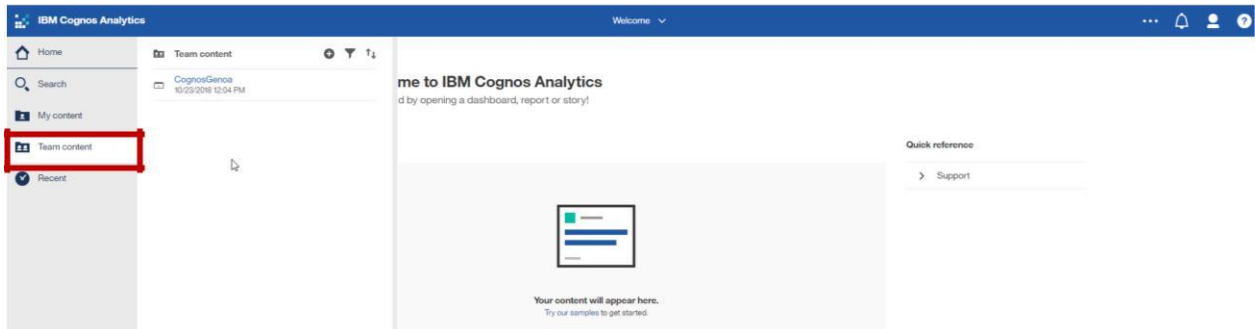 IBM Cognos Analytics
Welcome
Home
Search
My content
Team content
Recent
Team content
CognosGenoa
10/23/2018 12:04 PM
me to IBM Cognos Analytics
d by opening a dashboard, report or story!
Quick reference
Support
Your content will appear here.
Try our samples to get started.